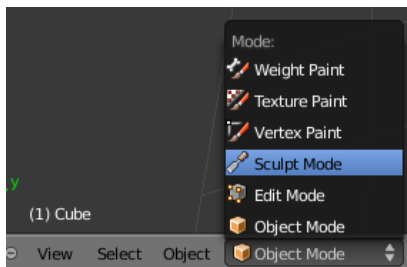 Mode:
Weight Paint
Texture Paint
Vertex Paint
Sculpt Mode
Edit Mode
Object Mode
y
(1) Cube
View Select Object Object Mode